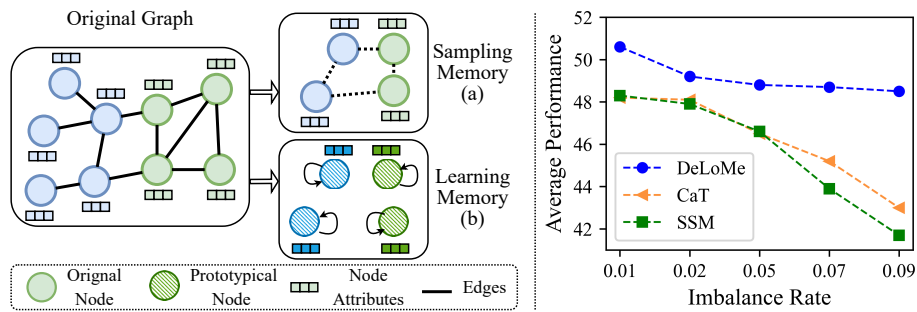 Original Graph
Sampling
Memory
(a)
Learning
Memory
(b)
Orignal
Node
Prototypical
Node
Node
Attributes
Edges
Average Performance
52
50
48
46
44
42
DeLoMe
CaT
SSM
0.01
0.02
0.05
0.07
0.09
Imbalance Rate